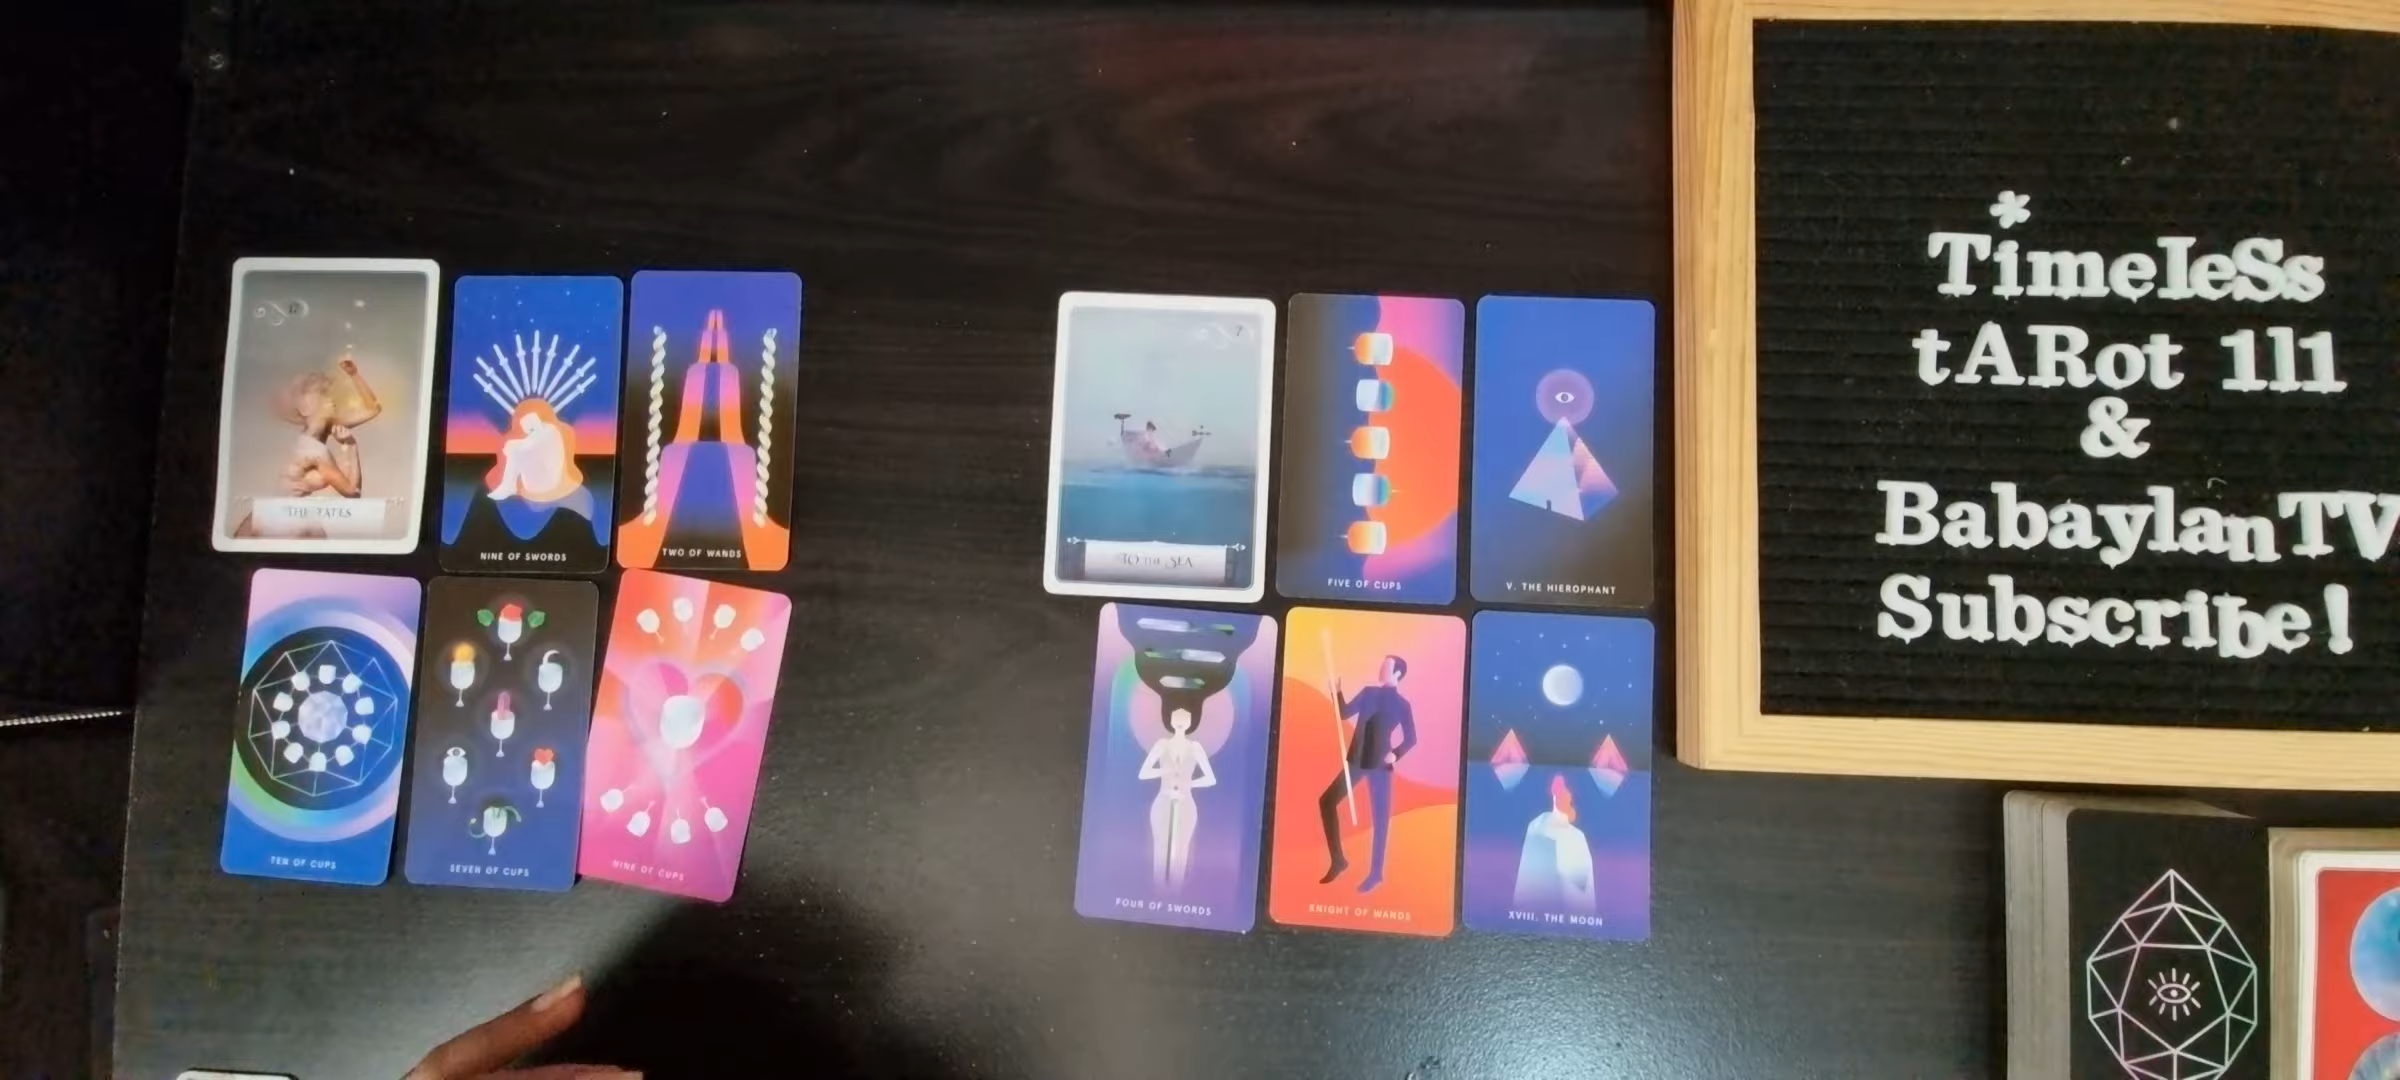 17
THE FATES
NINE OF SWORDS
TWO OF WANDS
TEN OF CUPS
SEVEN OF CUPS
NINE OF CUPS
7
TO THE SEA
FIVE OF CUPS
V. THE HIEROPHANT
FOUR OF SWORDS
KNIGHT OF WANDS
XVIII. THE MOON
*
TimeleSs
tARot 111
&
BabaylanTV
Subscribe!